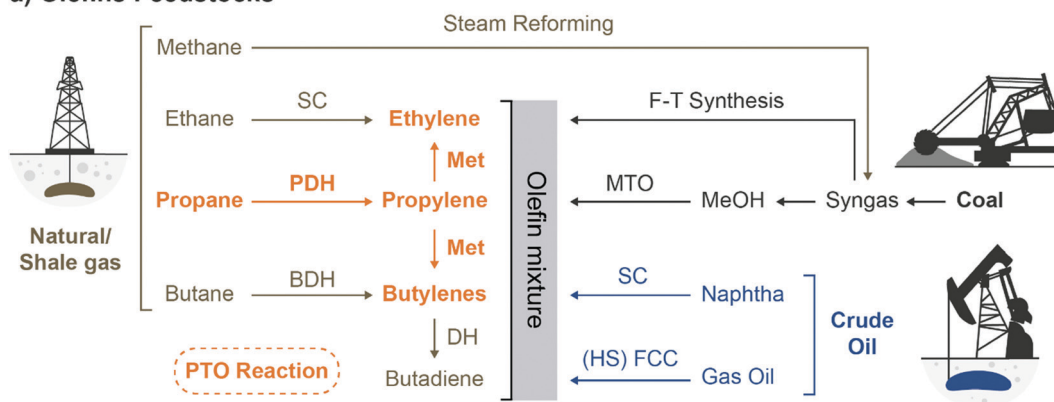 a) Olefins Feedstocks
Steam Reforming
Methane
Ethane
SC
Ethylene
F-T Synthesis
Met
Propane
PDH
Propylene
MTO
MeOH
Syngas
Coal
Natural/
Shale gas
Met
Olefin mixture
Butane
BDH
Butylenes
SC
Naphtha
Crude
Oil
DH
PTO Reaction
Butadiene
(HS) FCC
Gas Oil